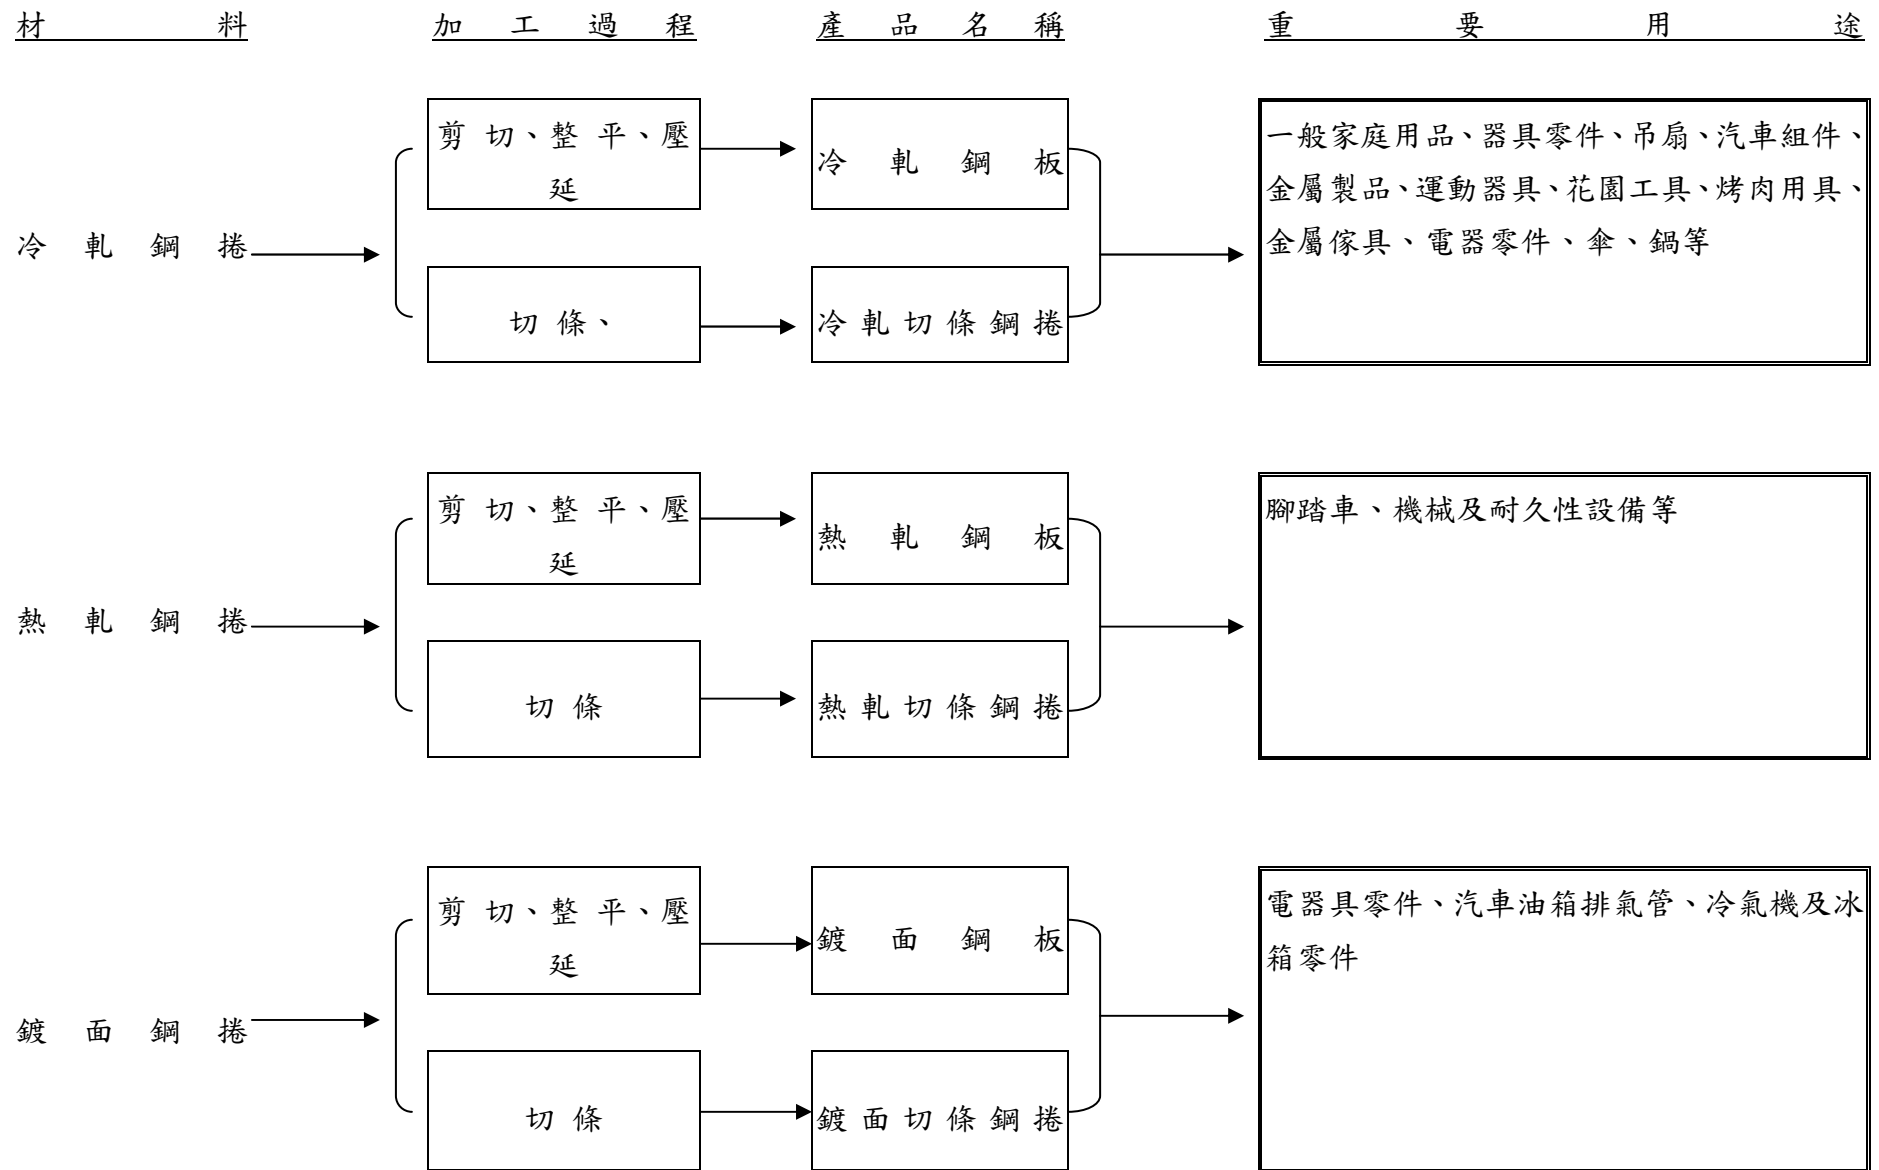 材料 加工過程 產品名稱 重要用途
剪切、整平、壓
延
冷軋鋼板
一般家庭用品、器具零件、吊扇、汽車組件、
金屬製品、運動器具、花園工具、烤肉用具、
金屬傢具、電器零件、傘、鍋等
冷軋鋼捲
切條、
冷軋切條鋼捲
剪切、整平、壓
延
熱軋鋼板
腳踏車、機械及耐久性設備等
熱軋鋼捲
切條
熱軋切條鋼捲
剪切、整平、壓
延
鍍面鋼板
電器具零件、汽車油箱排氣管、冷氣機及冰
箱零件
鍍面鋼捲
切條
鍍面切條鋼捲